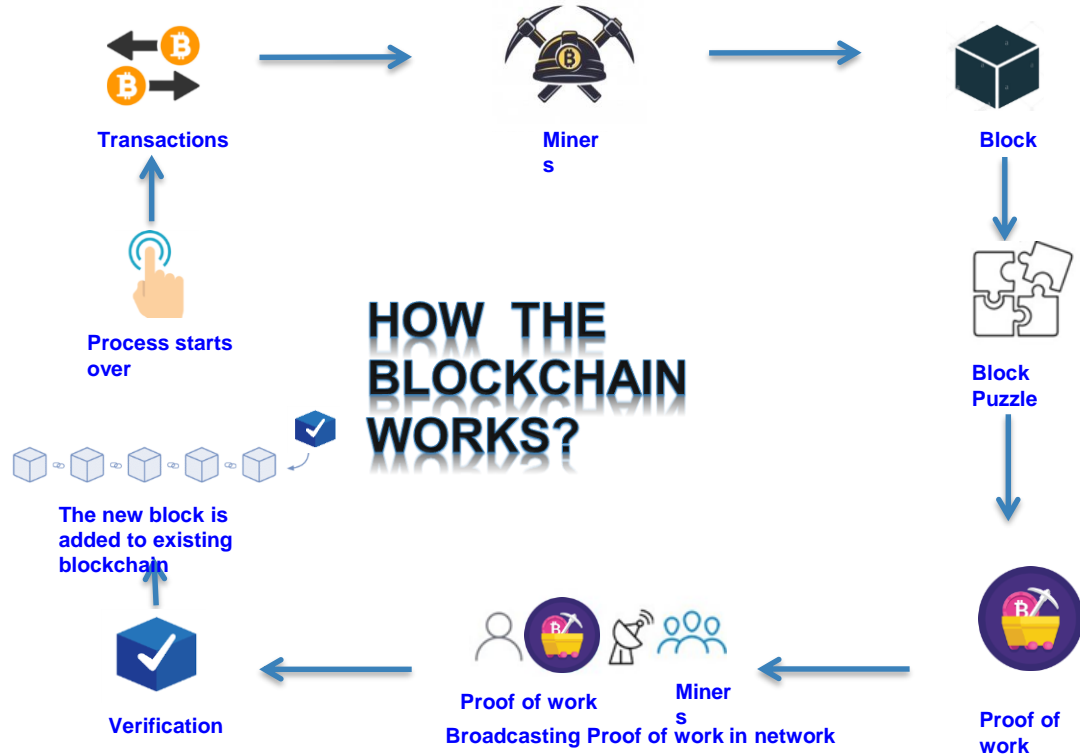 Transactions
Miner
s
Block
HOW THE
BLOCKCHAIN
WORKS?
Process starts
over
Block
Puzzle
The new block is
added to existing
blockchain
Verification
Proof of work
Miner
s
Broadcasting Proof of work in network
Proof of
work